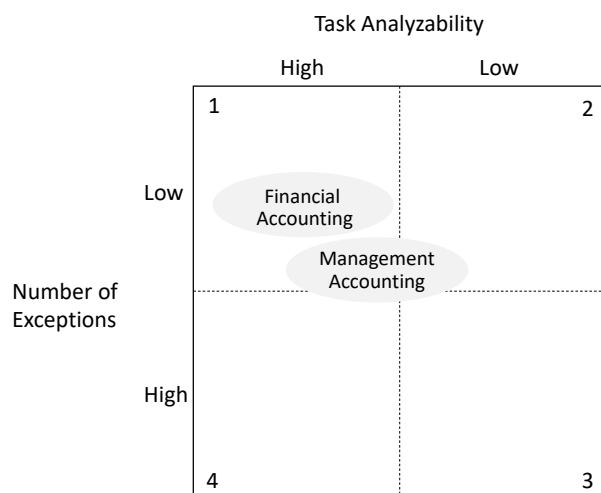 Task Analyzability
High Low
1 2
Low
Financial
Accounting
Management
Accounting
Number of
Exceptions
High
4 3